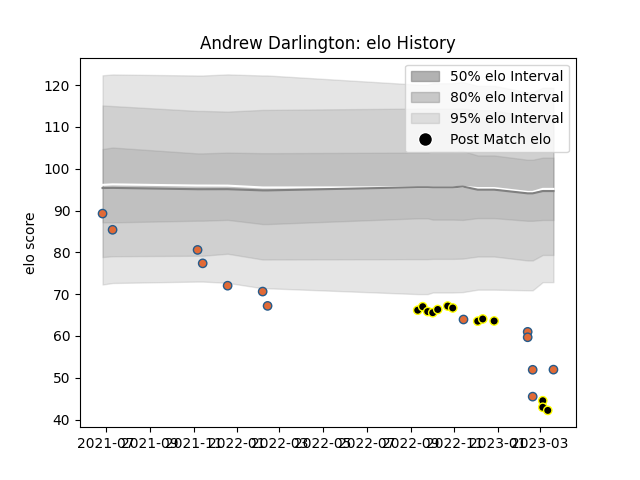 Andrew Darlington: elo History
50% elo Interval
80% elo Interval
95% elo Interval
Post Match elo
elo score
120
110
100
90
80
70
60
50
40
2021-07 2021-09 2021-11 2022-01 2022-03 2022-05 2022-07 2022-09 2022-11 2023-01 2023-03